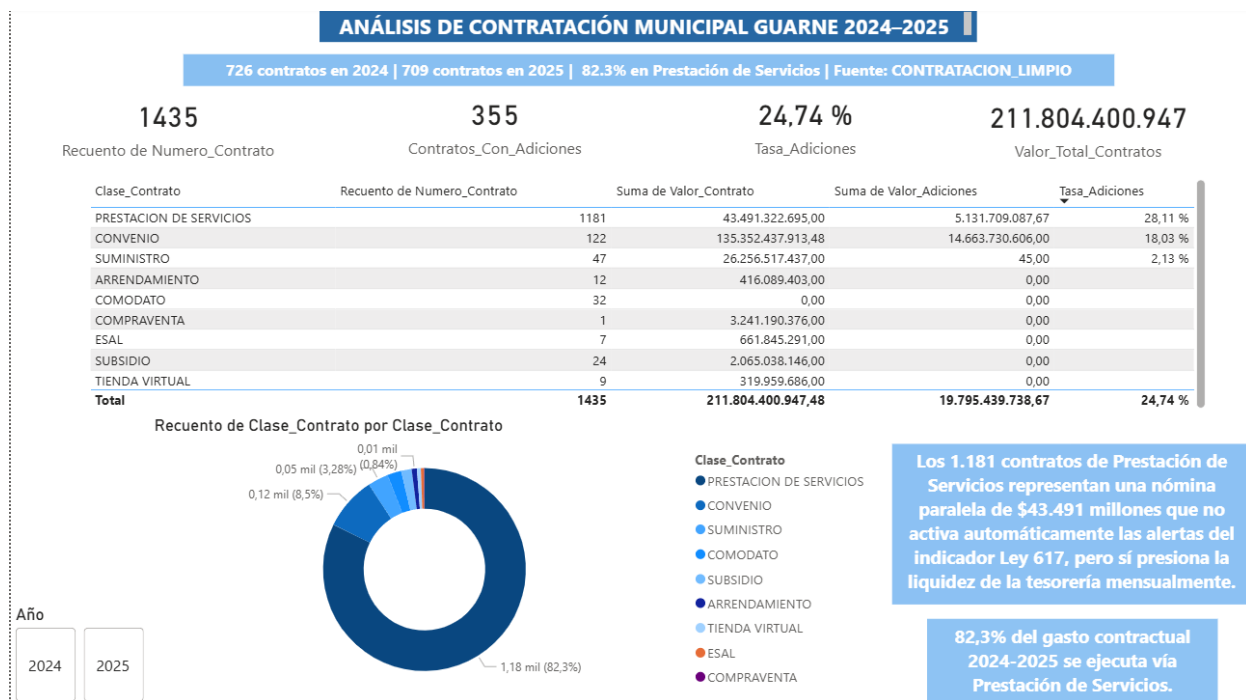 ANÁLISIS DE CONTRATACIÓN MUNICIPAL GUARNE 2024–2025
726 contratos en 2024 | 709 contratos en 2025 | 82.3% en Prestación de Servicios | Fuente: CONTRATACION_LIMPIO
1435
Recuento de Numero_Contrato
355
Contratos_Con_Adiciones
24,74 %
Tasa_Adiciones
211.804.400.947
Valor_Total_Contratos
Clase_Contrato Recuento de Numero_Contrato Suma de Valor_Contrato Suma de Valor_Adiciones Tasa_Adiciones
PRESTACION DE SERVICIOS 1181 43.491.322.695,00 5.131.709.087,67 28,11 %
CONVENIO 122 135.352.437.913,48 14.663.730.606,00 18,03 %
SUMINISTRO 47 26.256.517.437,00 45,00 2,13 %
ARRENDAMIENTO 12 416.089.403,00 0,00
COMODATO 32 0,00 0,00
COMPRAVENTA 1 3.241.190.376,00 0,00
ESAL 7 661.845.291,00 0,00
SUBSIDIO 24 2.065.038.146,00 0,00
TIENDA VIRTUAL 9 319.959.686,00 0,00
Total 1435 211.804.400.947,48 19.795.439.738,67 24,74 %
Recuento de Clase_Contrato por Clase_Contrato
0,01 mil
(0,84%)
0,05 mil (3,28%)
0,12 mil (8,5%)
1,18 mil (82,3%)
Clase_Contrato
PRESTACION DE SERVICIOS
CONVENIO
SUMINISTRO
COMODATO
SUBSIDIO
ARRENDAMIENTO
TIENDA VIRTUAL
ESAL
COMPRAVENTA
Los 1.181 contratos de Prestación de
Servicios representan una nómina
paralela de $43.491 millones que no
activa automáticamente las alertas del
indicador Ley 617, pero sí presiona la
liquidez de la tesorería mensualmente.
82,3% del gasto contractual
2024-2025 se ejecuta vía
Prestación de Servicios.
Año
2024
2025